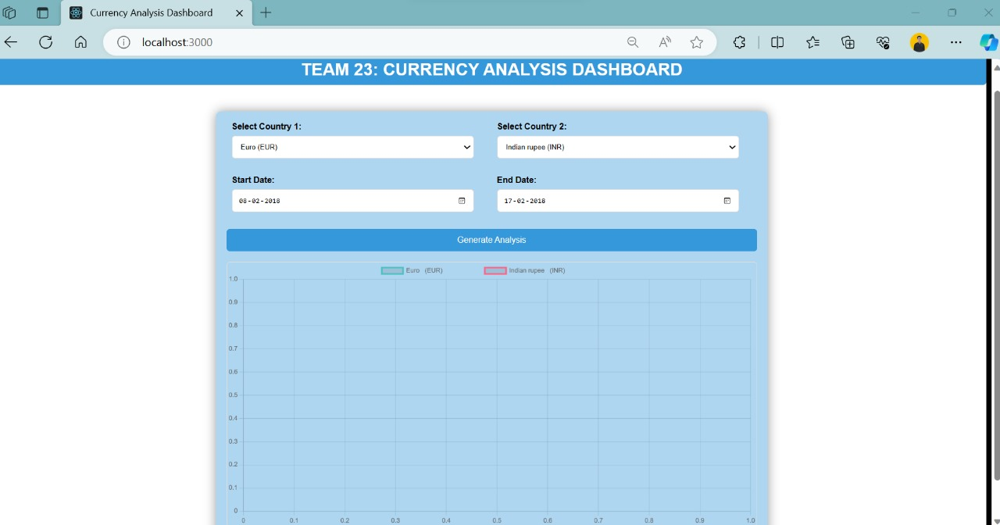 Currency Analysis Dashboard
localhost:3000
TEAM 23: CURRENCY ANALYSIS DASHBOARD
Select Country 1: Select Country 2:
Euro (EUR) Indian rupee (INR)
Start Date: End Date:
08-02-2018 17-02-2018
Generate Analysis
Euro (EUR) Indian rupee (INR)
1.0
0.9
0.8
0.7
0.6
0.5
0.4
0.3
0.2
0.1
0
0 0.1 0.2 0.3 0.4 0.5 0.6 0.7 0.8 0.9 1.0